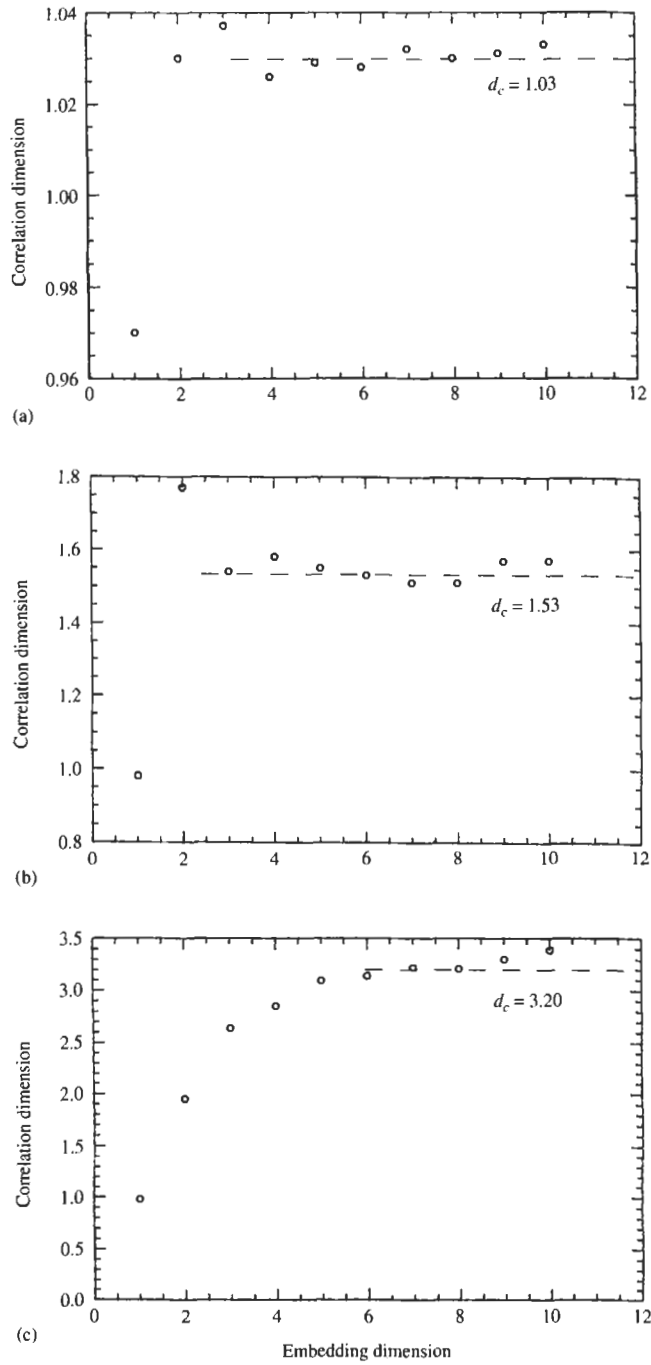 1.04
1.02
1.00
0.98
0.96
Correlation dimension
d_c = 1.03
0 2 4 6 8 10 12
(a)
1.8
1.6
1.4
1.2
1.0
0.8
Correlation dimension
d_c = 1.53
0 2 4 6 8 10 12
(b)
3.5
3.0
2.5
2.0
1.0
0.5
0.0
Correlation dimension
d_c = 3.20
0 2 4 6 8 10 12
(c)
Embedding dimension